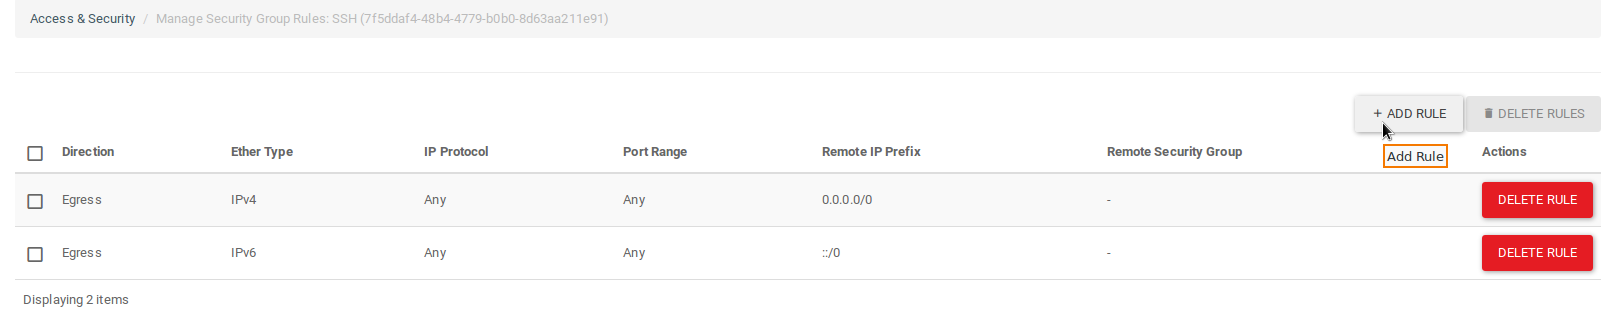 Access & Security / Manage Security Group Rules: SSH (7f5ddaf4-48b4-4779-b0b0-8d63aa211e91)
+ ADD RULE DELETE RULES
Direction Ether Type IP Protocol Port Range Remote IP Prefix Remote Security Group Actions
Add Rule
Egress IPv4 Any Any 0.0.0.0/0 - DELETE RULE
Egress IPv6 Any Any ::/0 - DELETE RULE
Displaying 2 items